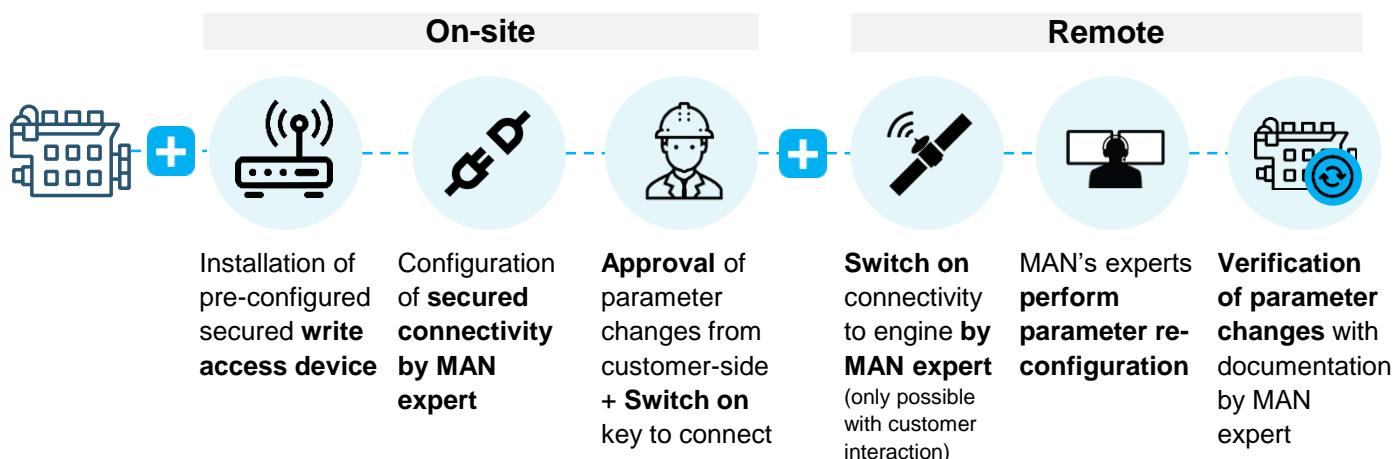 On-site
Remote
Installation of
pre-configured
secured write
access device
Configuration
of secured
connectivity
by MAN
expert
Approval of
parameter
changes from
customer-side
+ Switch on
key to connect
Switch on
connectivity
to engine by
MAN expert
(only possible
with customer
interaction)
MAN's experts
perform
parameter re-
configuration
Verification
of parameter
changes with
documentation
by MAN
expert